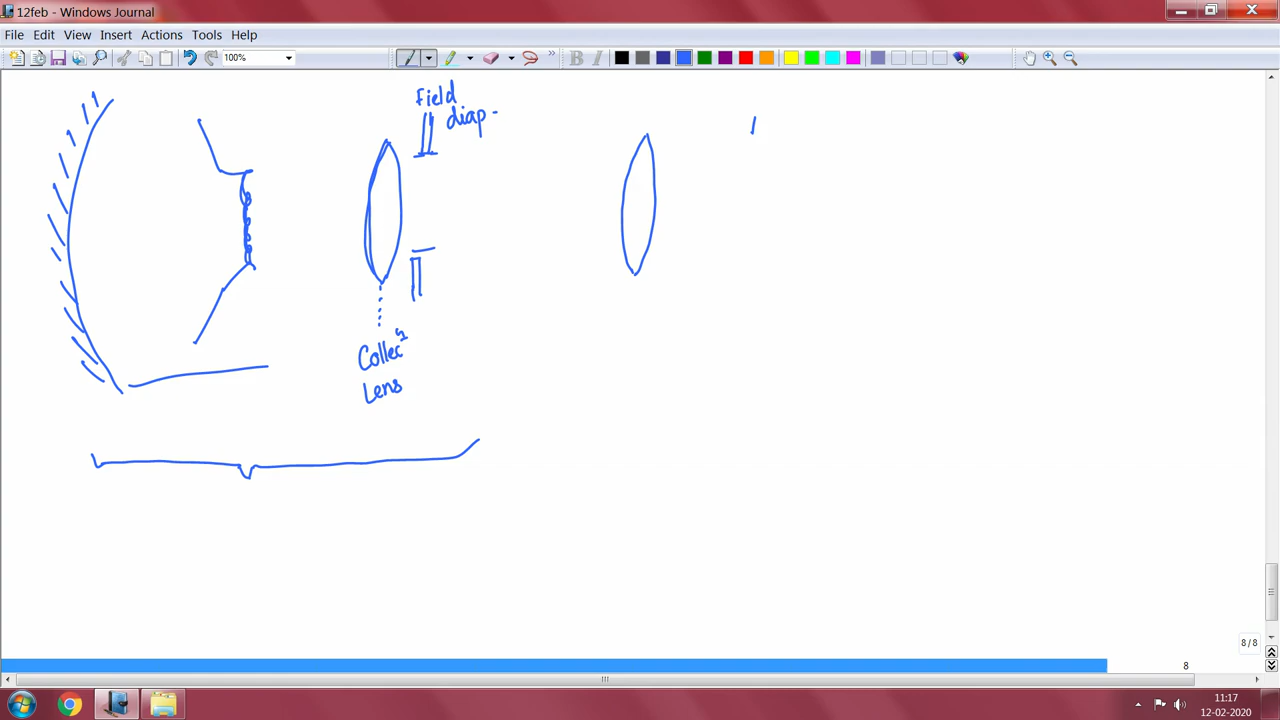 12feb - Windows Journal
File Edit View Insert Actions Tools Help
100%
Field
diap -
Lens
8/8
8
11:17
12-02-2020